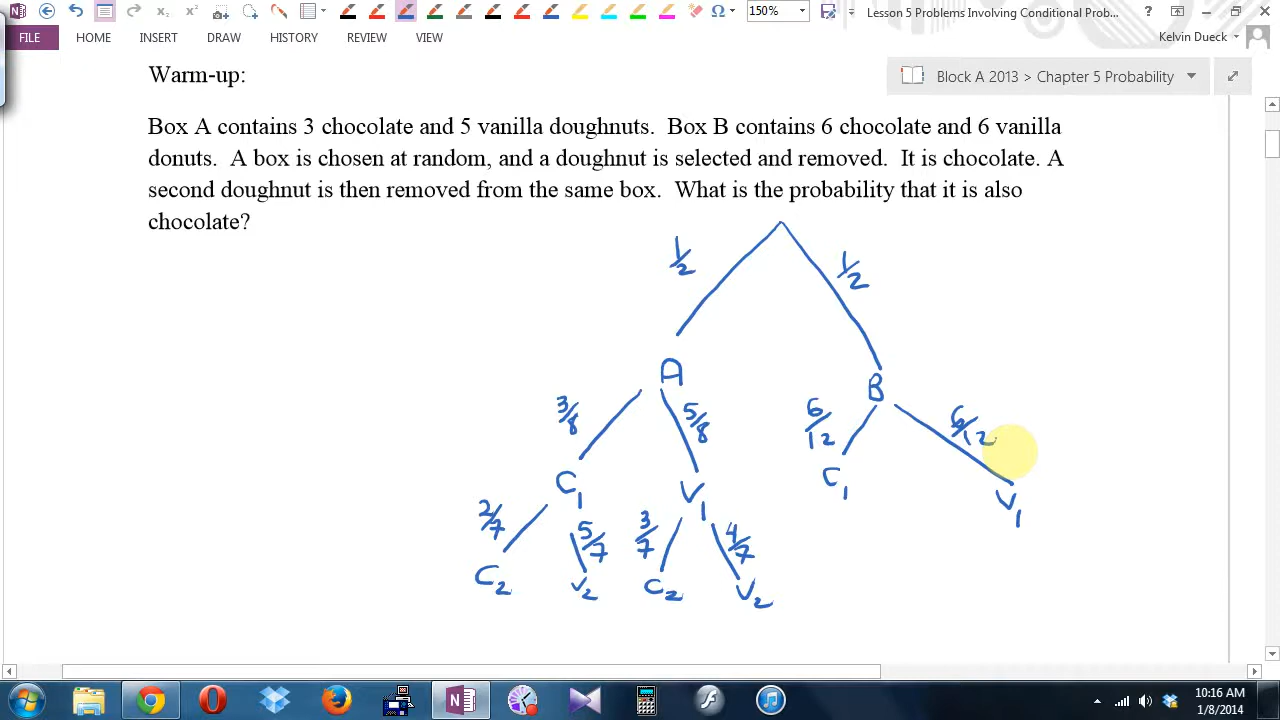 150%
Lesson 5 Problems Involving Conditional Prob...
FILE HOME INSERT DRAW HISTORY REVIEW VIEW
Kelvin Dueck
Block A 2013 > Chapter 5 Probability
Warm-up:
Box A contains 3 chocolate and 5 vanilla doughnuts. Box B contains 6 chocolate and 6 vanilla
donuts. A box is chosen at random, and a doughnut is selected and removed. It is chocolate. A
second doughnut is then removed from the same box. What is the probability that it is also
chocolate?
1/2 1/2
A B
3/8 5/8 6/12 6/12
C1 V1 C1 V1
2/7 5/7 3/7 4/7
C2 V2 C2 V2
10:16 AM
1/8/2014